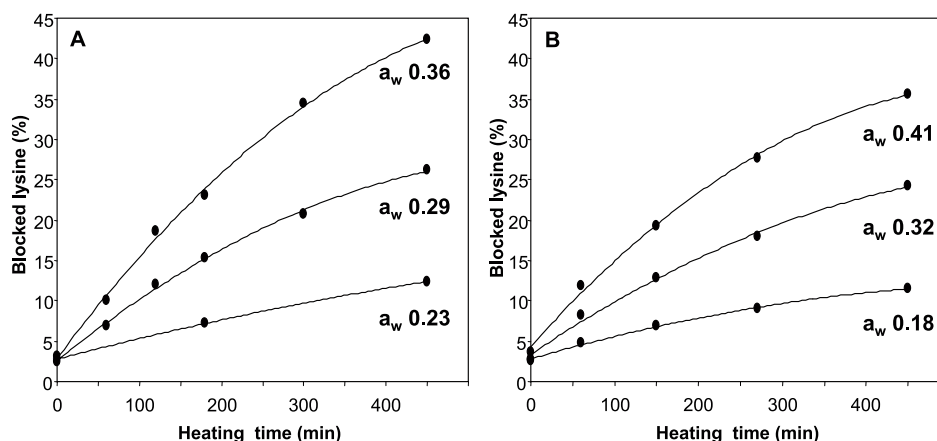 A
45
40
35
30
25
20
15
10
5
0
Blocked lysine (%)
a_w 0.36
a_w 0.29
a_w 0.23
0 100 200 300 400
Heating time (min)
B
45
40
35
30
25
20
15
10
5
0
Blocked lysine (%)
a_w 0.41
a_w 0.32
a_w 0.18
0 100 200 300 400
Heating time (min)